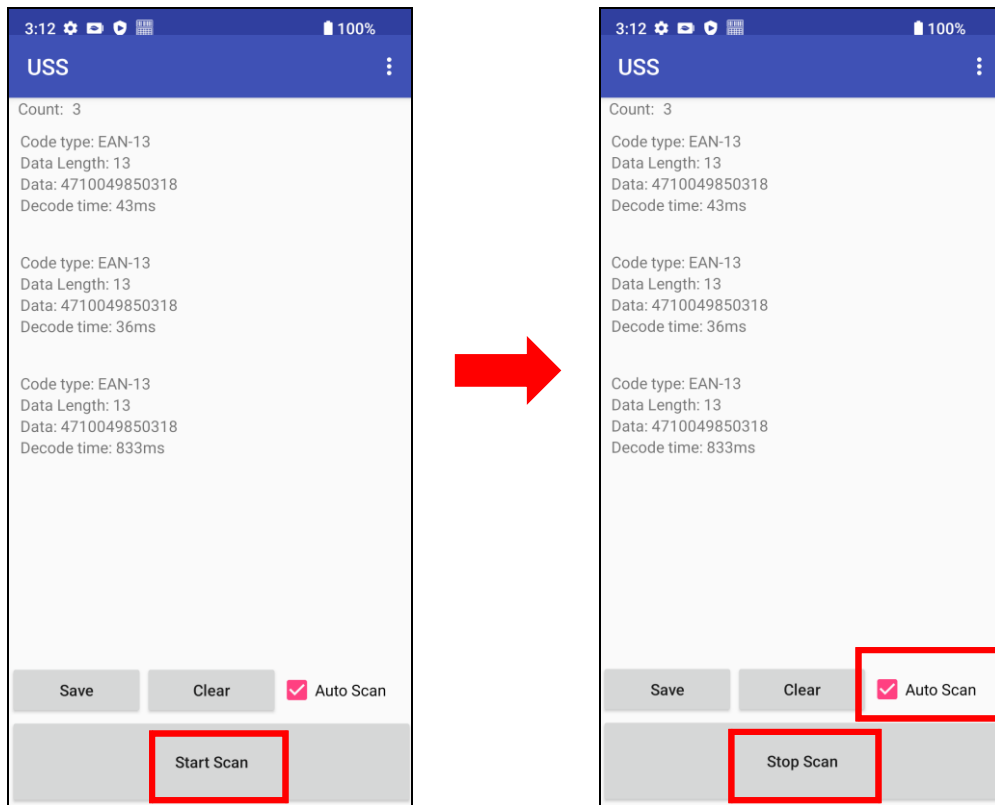 3:12 100%
USS
Count: 3
Code type: EAN-13
Data Length: 13
Data: 4710049850318
Decode time: 43ms
Code type: EAN-13
Data Length: 13
Data: 4710049850318
Decode time: 36ms
Code type: EAN-13
Data Length: 13
Data: 4710049850318
Decode time: 833ms
Save Clear Auto Scan
Start Scan
3:12 100%
USS
Count: 3
Code type: EAN-13
Data Length: 13
Data: 4710049850318
Decode time: 43ms
Code type: EAN-13
Data Length: 13
Data: 4710049850318
Decode time: 36ms
Code type: EAN-13
Data Length: 13
Data: 4710049850318
Decode time: 833ms
Save Clear Auto Scan
Stop Scan